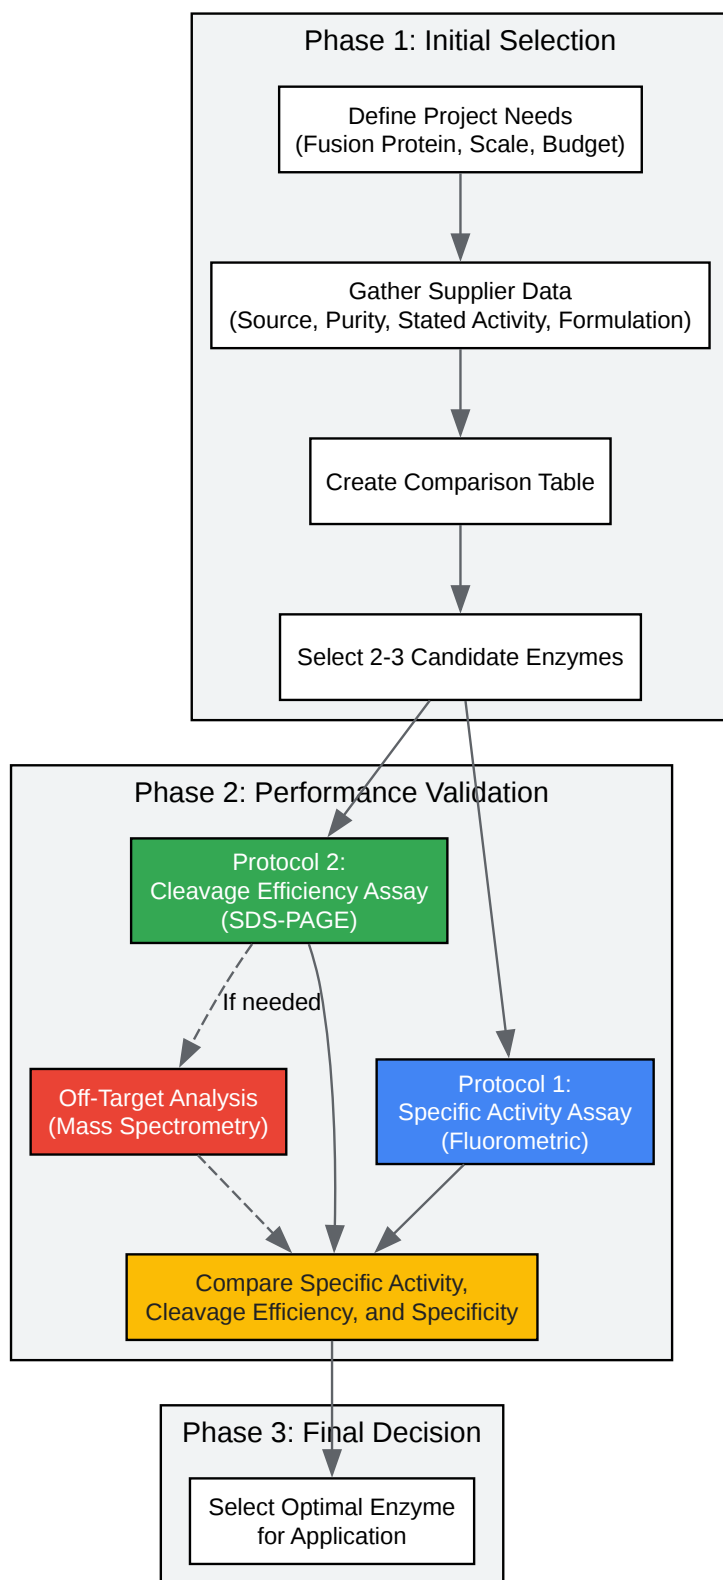 Phase 1: Initial Selection
Define Project Needs
(Fusion Protein, Scale, Budget)
Gather Supplier Data
(Source, Purity, Stated Activity, Formulation)
Create Comparison Table
Select 2-3 Candidate Enzymes
Phase 2: Performance Validation
Protocol 2:
Cleavage Efficiency Assay
(SDS-PAGE)
If needed
Off-Target Analysis
(Mass Spectrometry)
Protocol 1:
Specific Activity Assay
(Fluorometric)
Compare Specific Activity,
Cleavage Efficiency, and Specificity
Phase 3: Final Decision
Select Optimal Enzyme
for Application